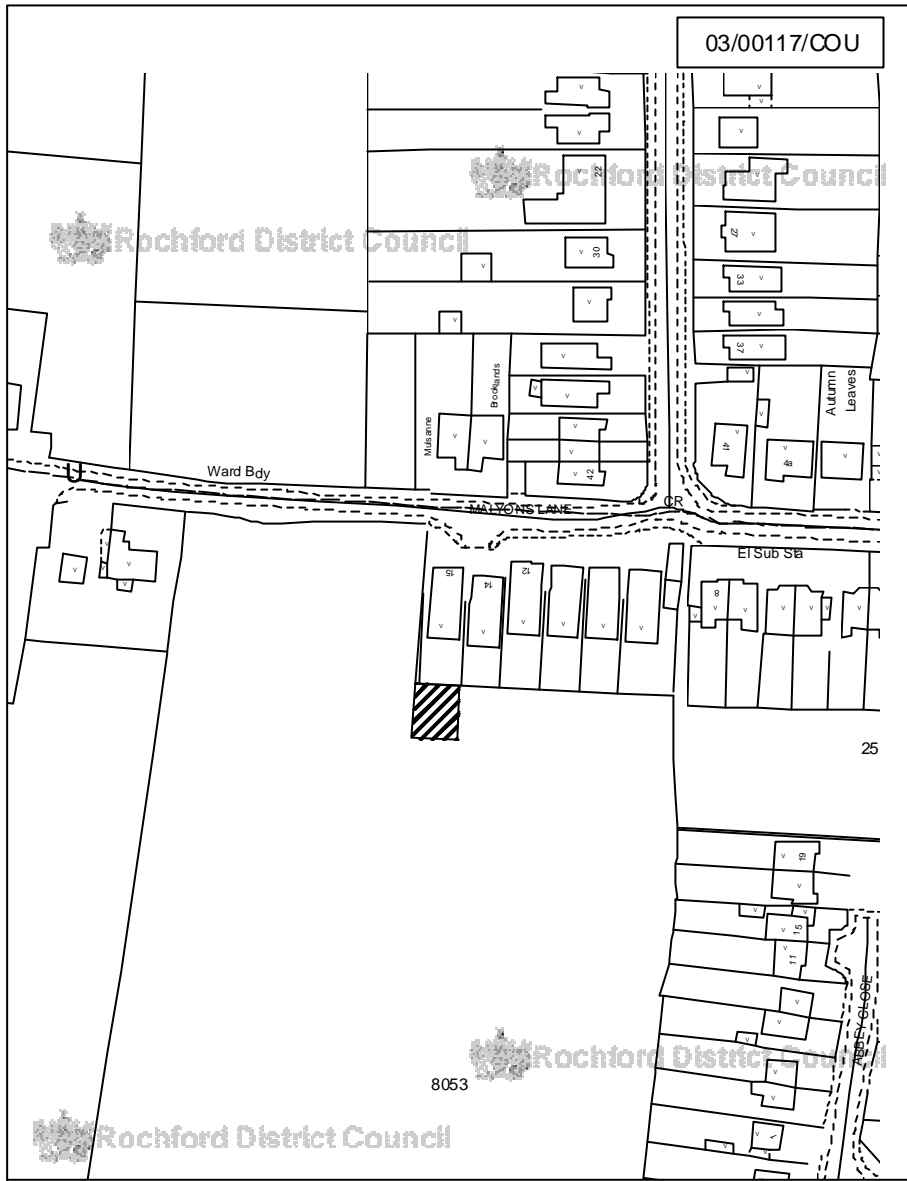 03/00117/COU
Rochford District Council
22
Rochford District Council
27
30
33
37
Mulsanne
Brooklands
Autumn
Leaves
41
4a
42
U
Ward Bdy
MALYONS LANE
CR
El Sub Sta
15
14
12
8
25
19
15
11
ABBEY CLOSE
Rochford District Council
8053
Rochford District Council